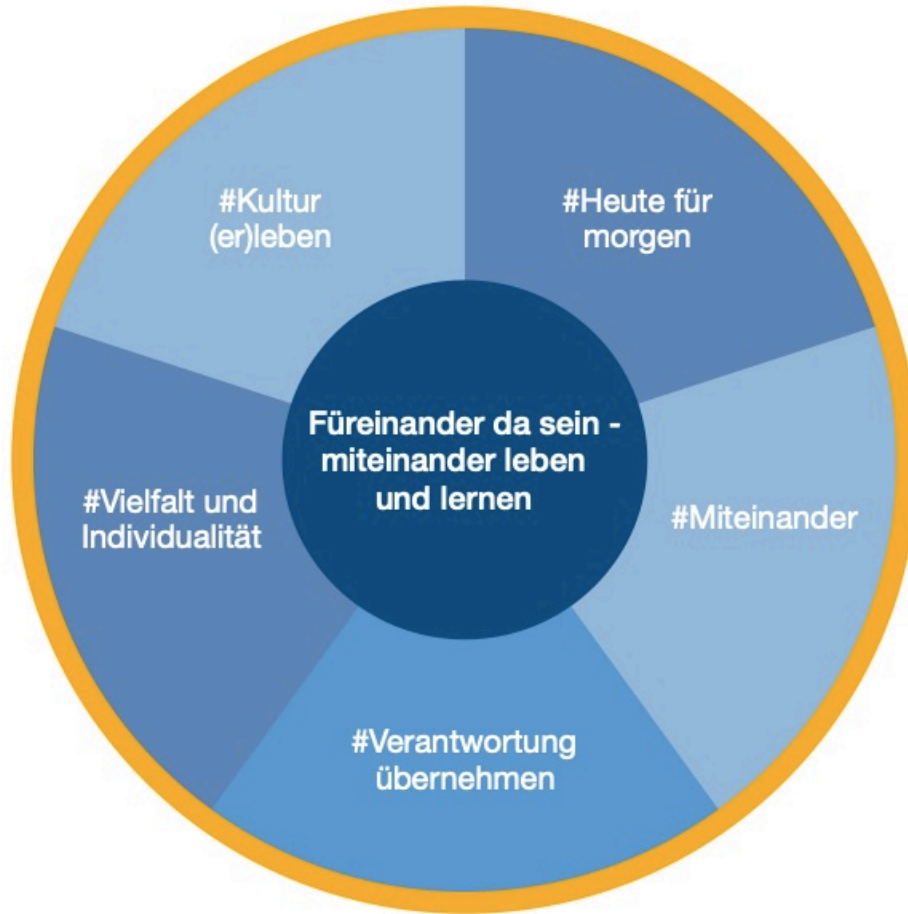 #Kultur
(er)leben
#Heute für
morgen
Füreinander da sein -
miteinander leben
und lernen
#Vielfalt und
Individualität
#Miteinander
#Verantwortung
übernehmen